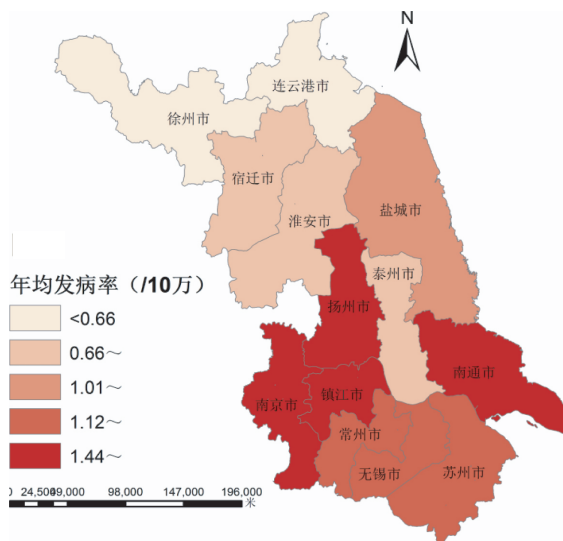 N
连云港市
徐州市
宿迁市
淮安市
盐城市
泰州市
扬州市
南通市
镇江市
南京市
常州市
无锡市
苏州市
年均发病率（/10万）
<0.66
0.66～
1.01～
1.12～
1.44～
0 24,50049,000 98,000 147,000 196,000
米